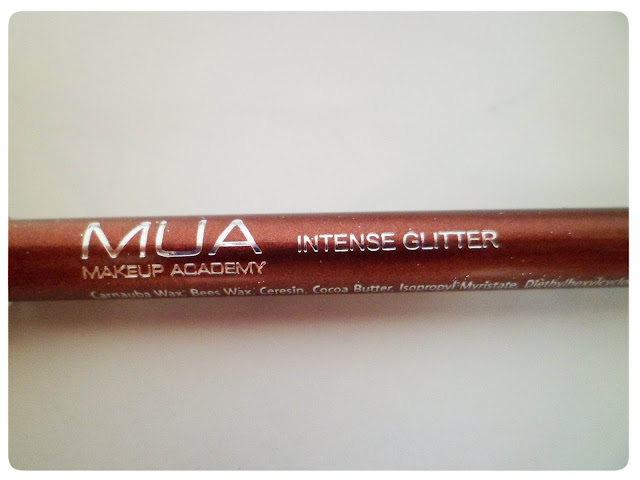 MUA INTENSE GLITTER
MAKEUP ACADEMY
Carnauba Wax, Bees Wax, Ceresin, Cocoa Butter, Isopropyl Myristate,